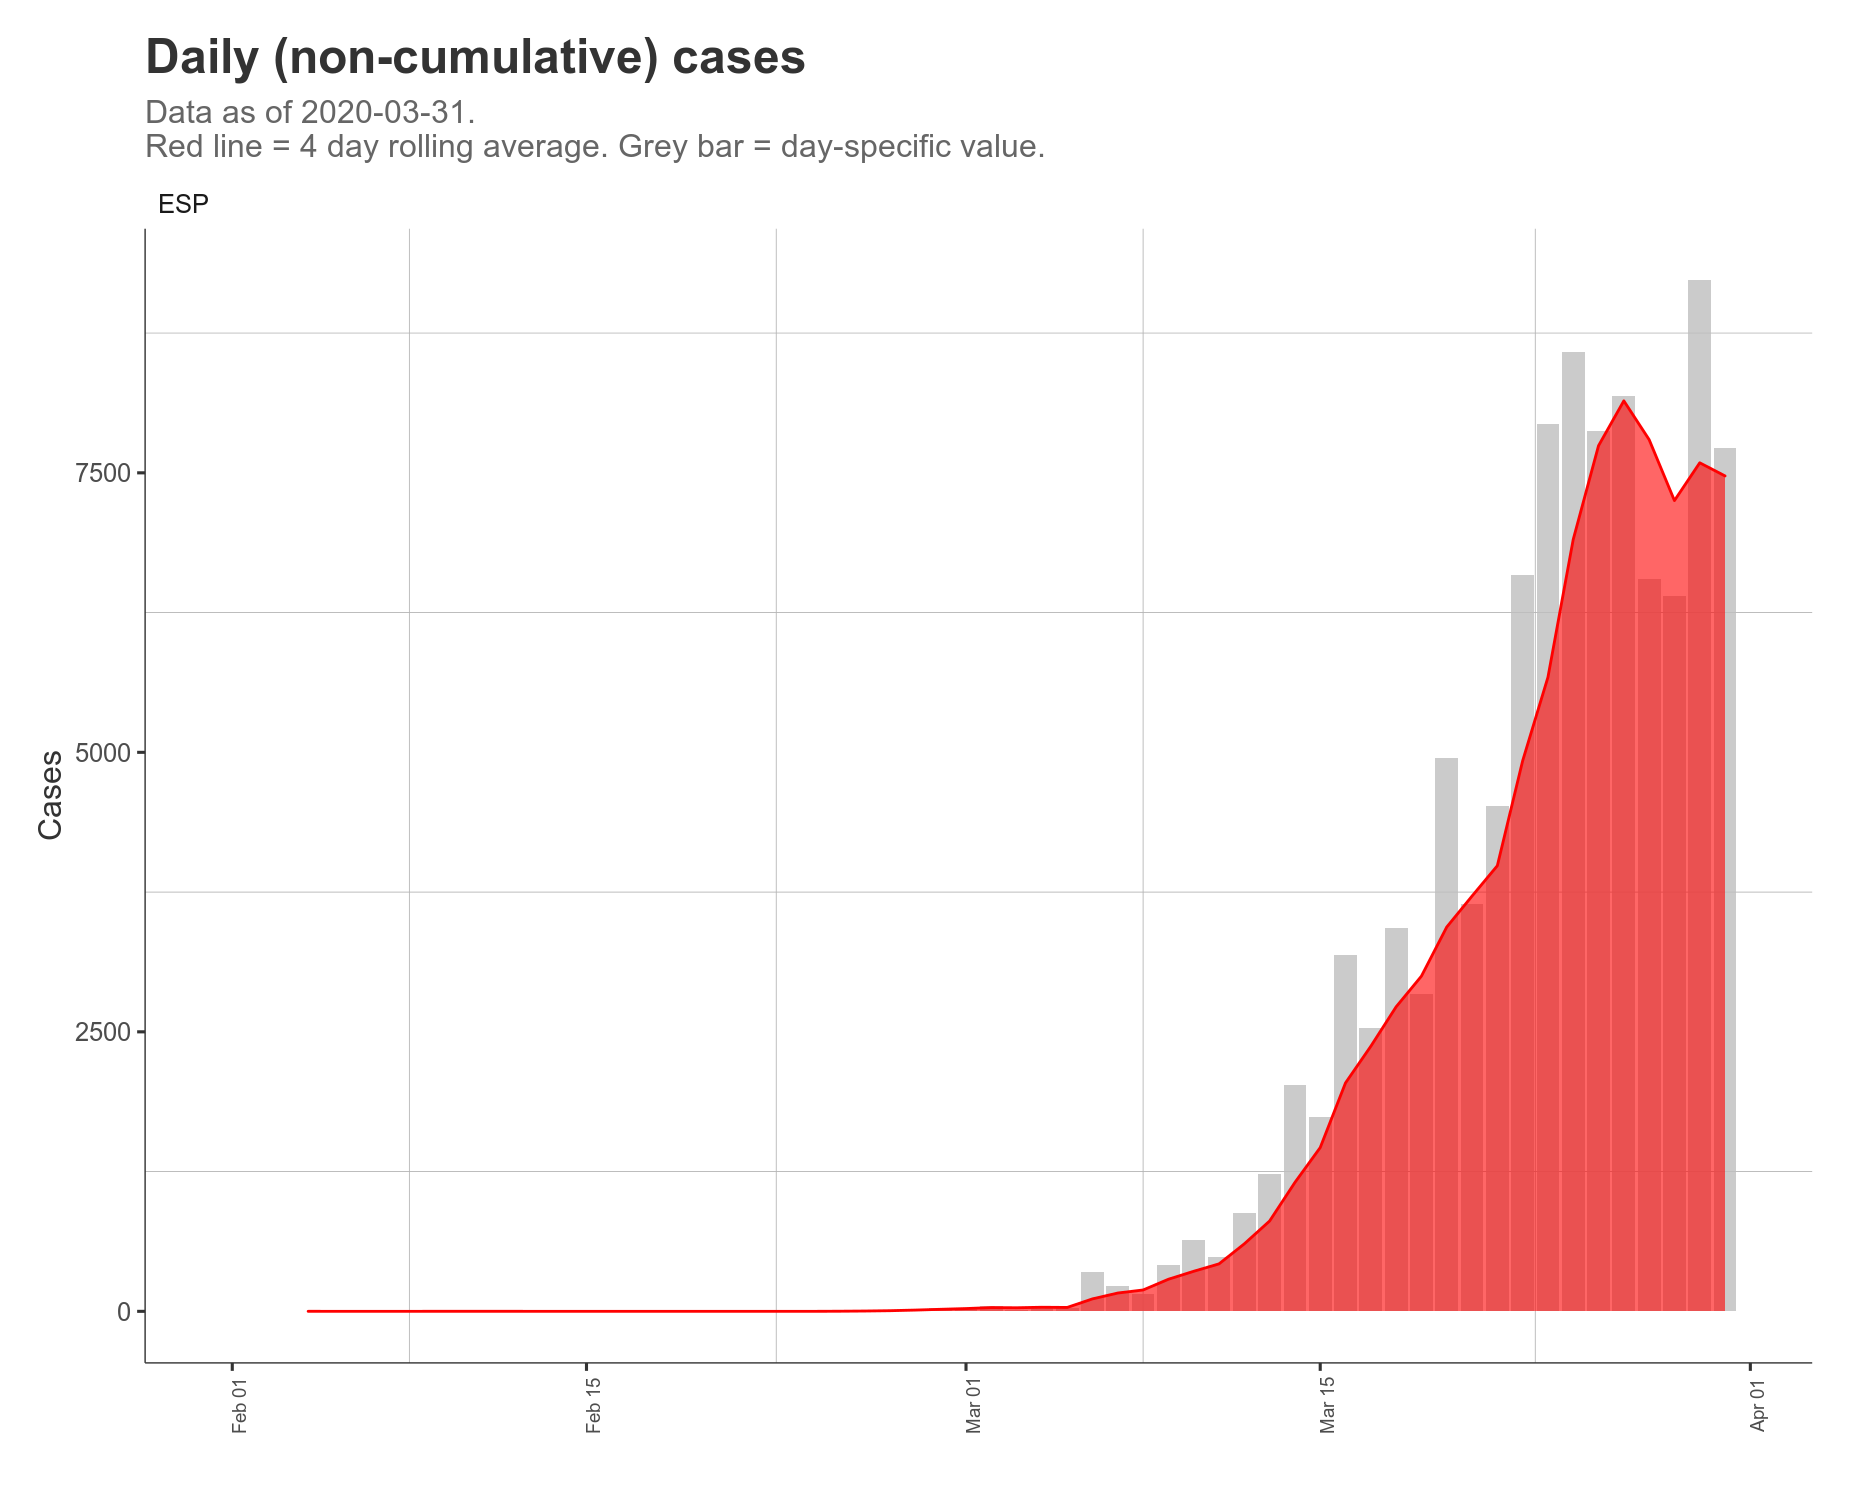 Daily (non-cumulative) cases
Data as of 2020-03-31.
Red line = 4 day rolling average. Grey bar = day-specific value.
ESP
Cases
7500
5000
2500
0
Feb 01
Feb 15
Mar 01
Mar 15
Apr 01